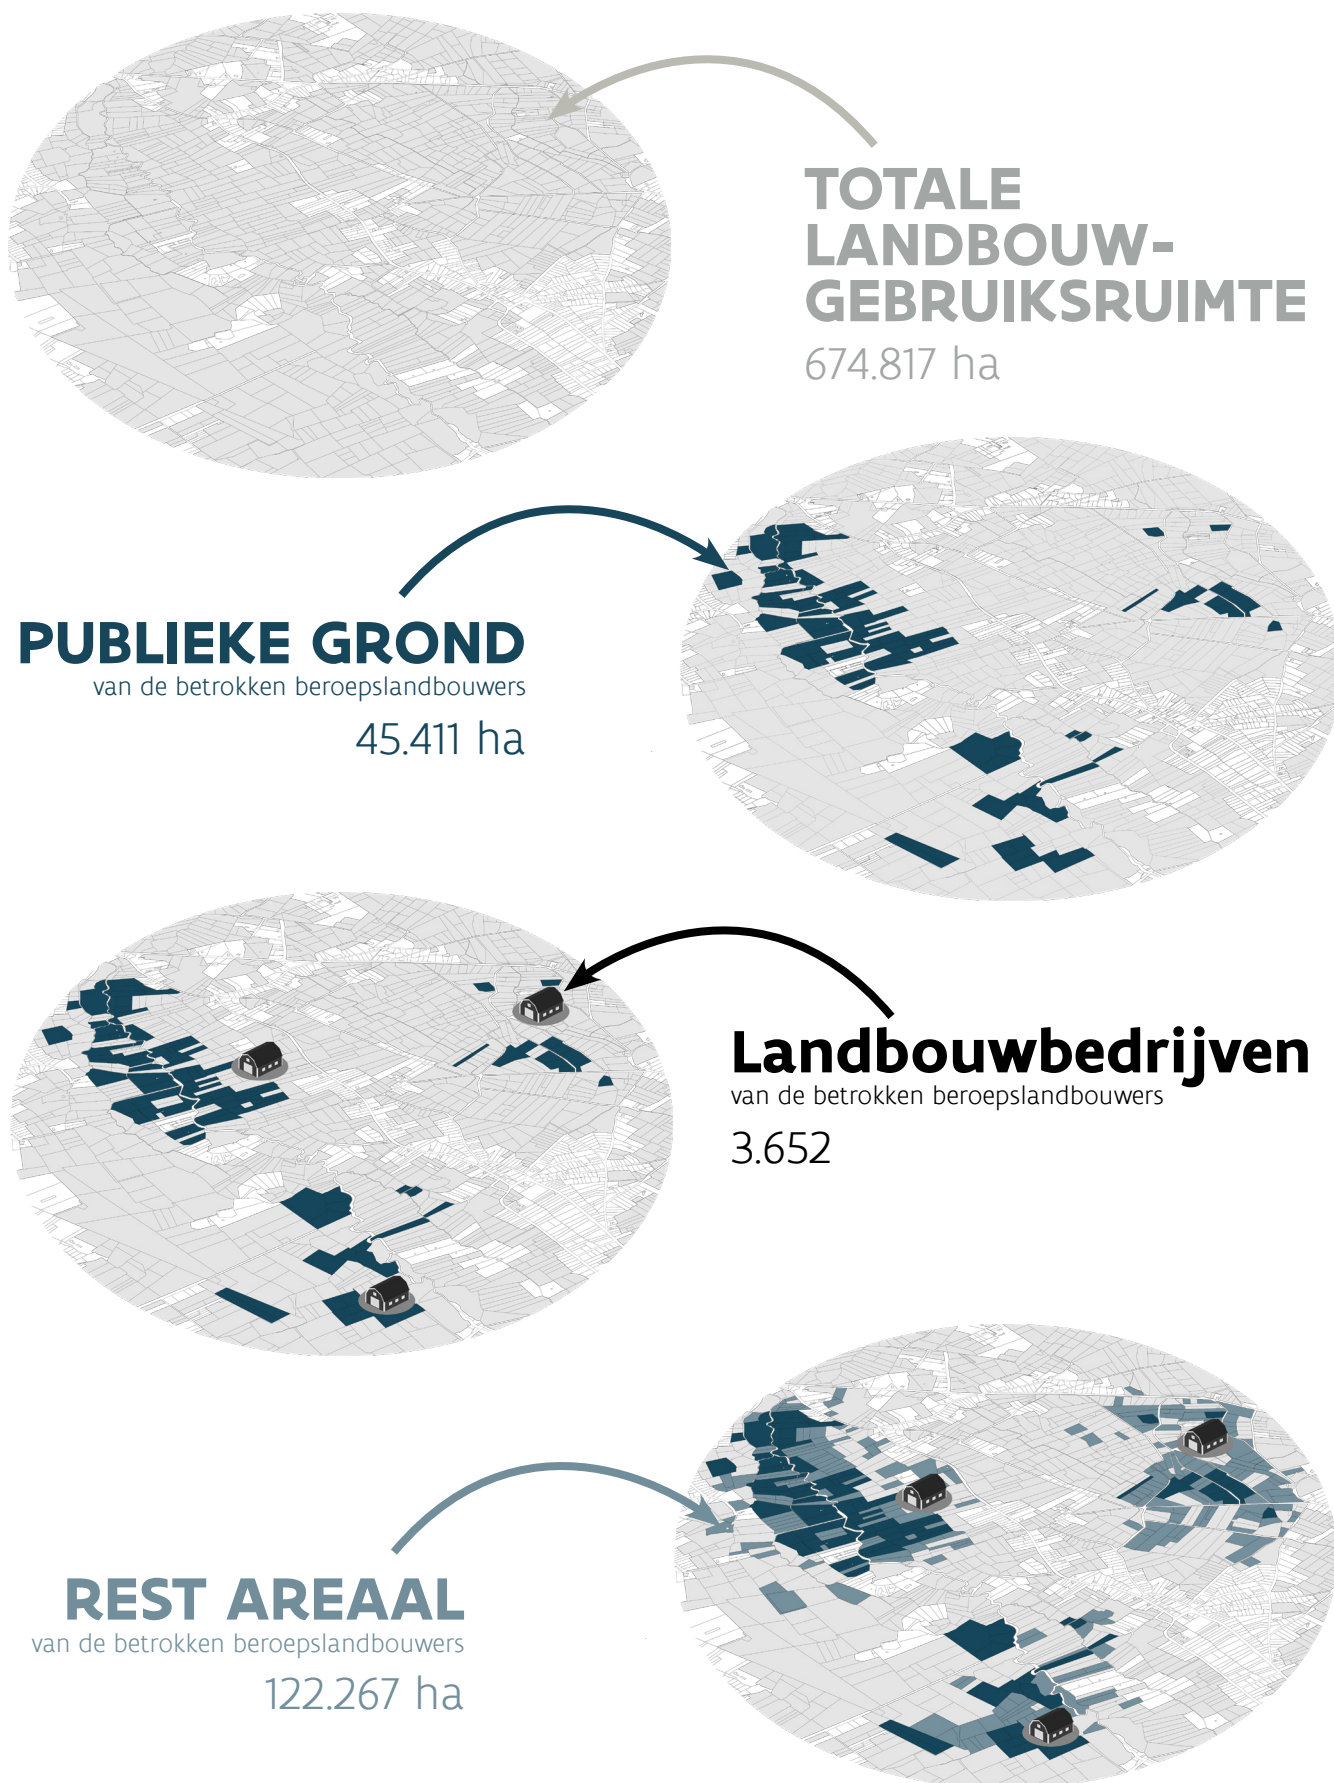 TOTALE
LANDBOUW-
GEBRUIKSRUIMTE
674.817 ha
PUBLIEKE GROND
van de betrokken beroepslandbouwers
45.411 ha
Landbouwbedrijven
van de betrokken beroepslandbouwers
3.652
REST AREAAL
van de betrokken beroepslandbouwers
122.267 ha